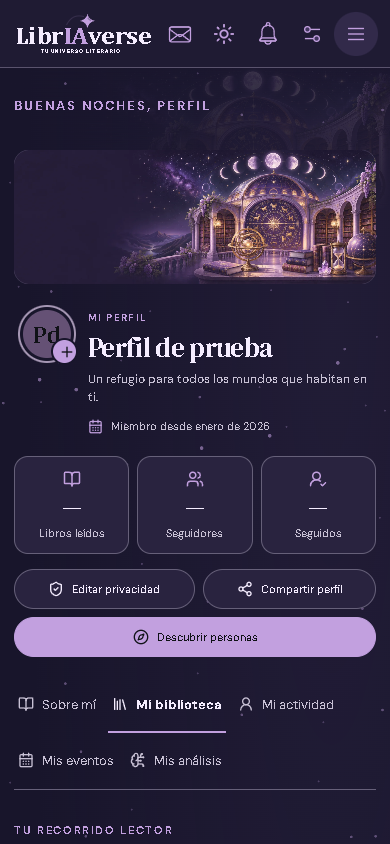 LibrIAverse
TU UNIVERSO LITERARIO
BUENAS NOCHES, PERFIL
Pd
MI PERFIL
Perfil de prueba
Un refugio para todos los mundos que habitan en
ti.
Miembro desde enero de 2026
— — —
Libros leídos Seguidores Seguidos
Editar privacidad Compartir perfil
Descubrir personas
Sobre mí Mi biblioteca Mi actividad
Mis eventos Mis análisis
TU RECORRIDO LECTOR